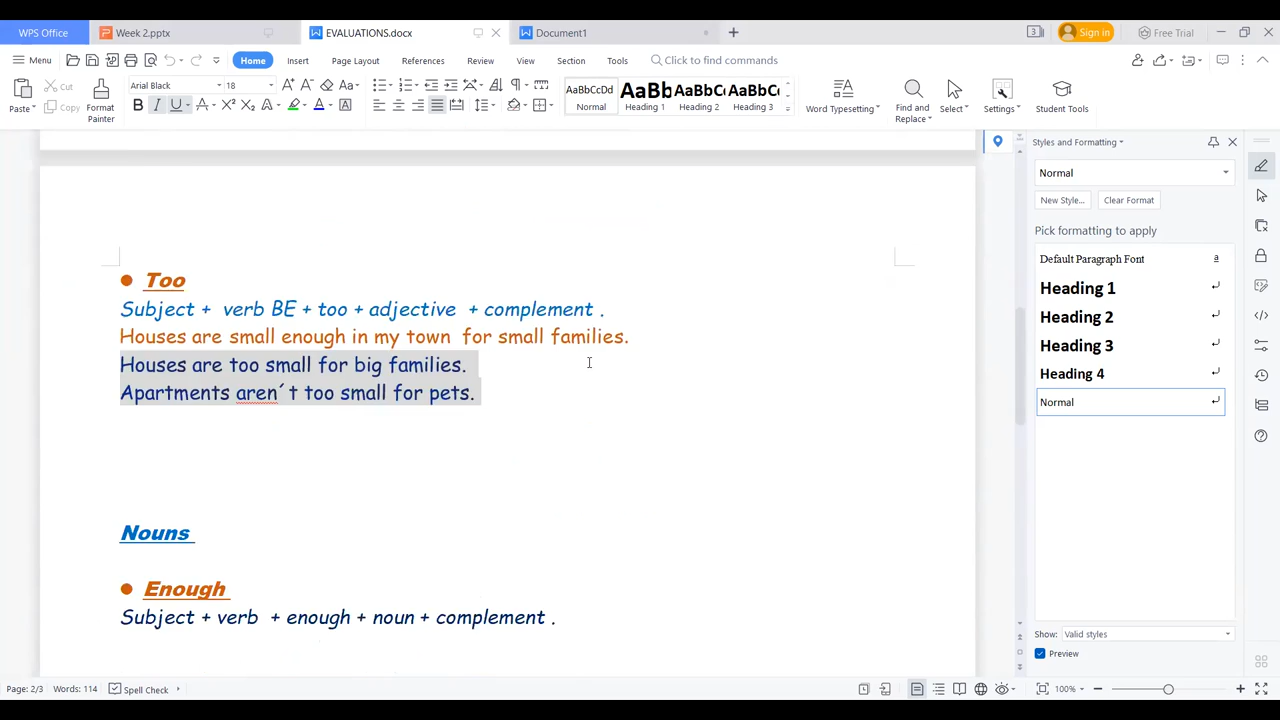 WPS Office
Week 2.pptx
EVALUATIONS.docx
Document1
Sign in
Free Trial
Menu
Home
Insert
Page Layout
References
Review
View
Section
Tools
Click to find commands
Paste
Cut
Copy
Format Painter
Arial Black
18
AaBbCcDd
Normal
AaBb
Heading 1
AaBbCc
Heading 2
AaBbCc
Heading 3
Word Typesetting
Find and Replace
Select
Settings
Student Tools
Too
Subject + verb BE + too + adjective + complement .
Houses are small enough in my town for small families.
Houses are too small for big families.
Apartments aren´t too small for pets.
Nouns
Enough
Subject + verb + enough + noun + complement .
Styles and Formatting
Normal
New Style...
Clear Format
Pick formatting to apply
Default Paragraph Font a
Heading 1
Heading 2
Heading 3
Heading 4
Normal
Show: Valid styles
Preview
Page: 2/3
Words: 114
Spell Check
100%